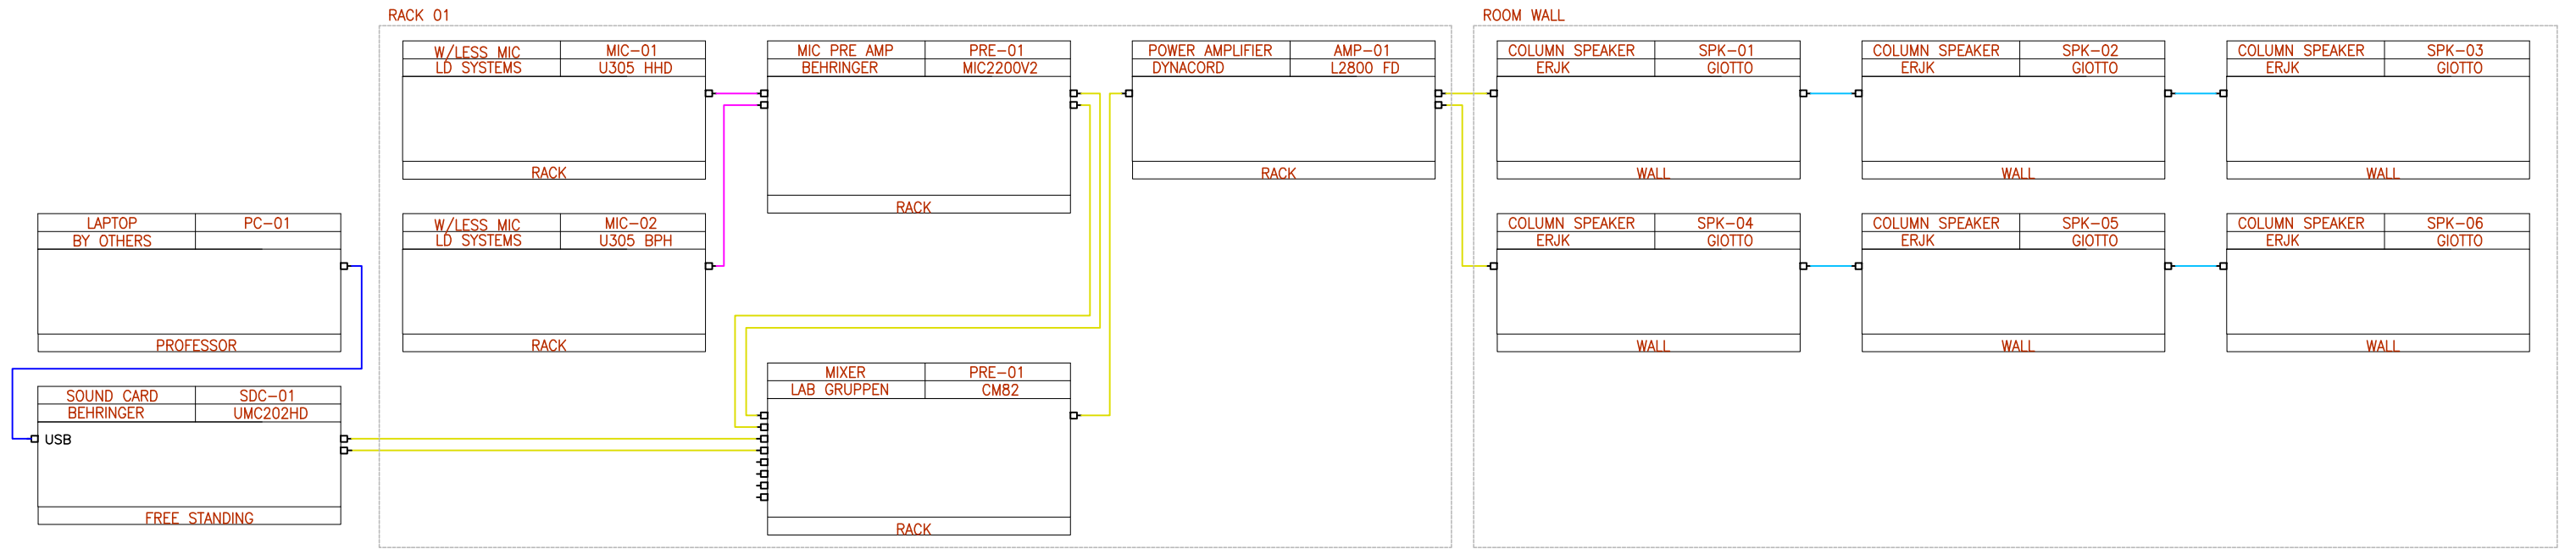 RACK 01
ROOM WALL
W/LESS MIC MIC-01
LD SYSTEMS U305 HHD
RACK
MIC PRE AMP PRE-01
BEHRINGER MIC2200V2
RACK
POWER AMPLIFIER AMP-01
DYNACORD L2800 FD
RACK
COLUMN SPEAKER SPK-01
ERJK GIOTTO
WALL
COLUMN SPEAKER SPK-02
ERJK GIOTTO
WALL
COLUMN SPEAKER SPK-03
ERJK GIOTTO
WALL
LAPTOP PC-01
BY OTHERS
PROFESSOR
W/LESS MIC MIC-02
LD SYSTEMS U305 BPH
RACK
COLUMN SPEAKER SPK-04
ERJK GIOTTO
WALL
COLUMN SPEAKER SPK-05
ERJK GIOTTO
WALL
COLUMN SPEAKER SPK-06
ERJK GIOTTO
WALL
SOUND CARD SDC-01
BEHRINGER UMC202HD
USB
FREE STANDING
MIXER PRE-01
LAB GRUPPEN CM82
RACK